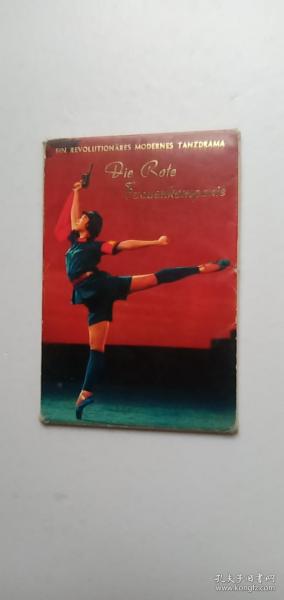 EIN REVOLUTIONÄRES MODERNES TANZDRAMA
Die Rote
Frauenkompanie
孔夫子旧书网
www.kongfz.com